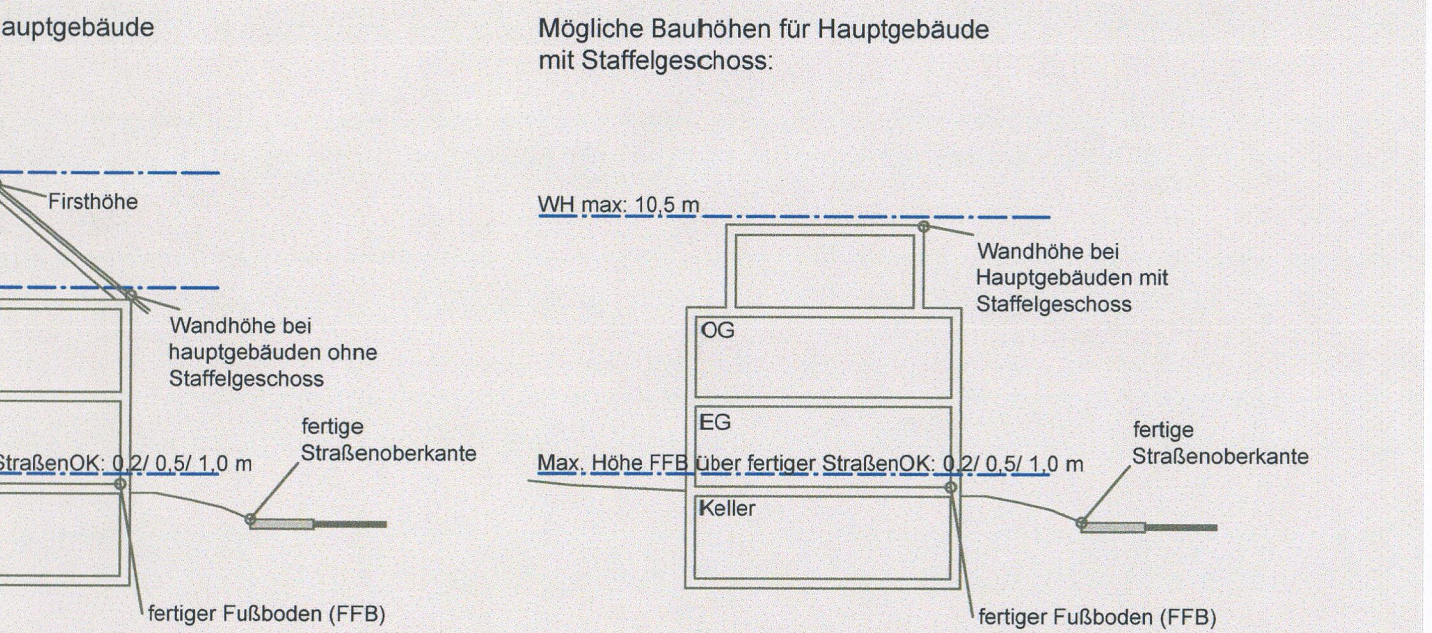 auptgebäude
Firsthöhe
Wandhöhe bei
hauptgebäuden ohne
Staffelgeschoss
fertige
Straßenoberkante
StraßenOK: 0,2/ 0,5/ 1,0 m
fertiger Fußboden (FFB)
Mögliche Bauhöhen für Hauptgebäude
mit Staffelgeschoss:
WH max: 10,5 m
Wandhöhe bei
Hauptgebäuden mit
Staffelgeschoss
OG
EG
fertige
Straßenoberkante
Max. Höhe FFB über fertiger StraßenOK: 0,2/ 0,5/ 1,0 m
Keller
fertiger Fußboden (FFB)